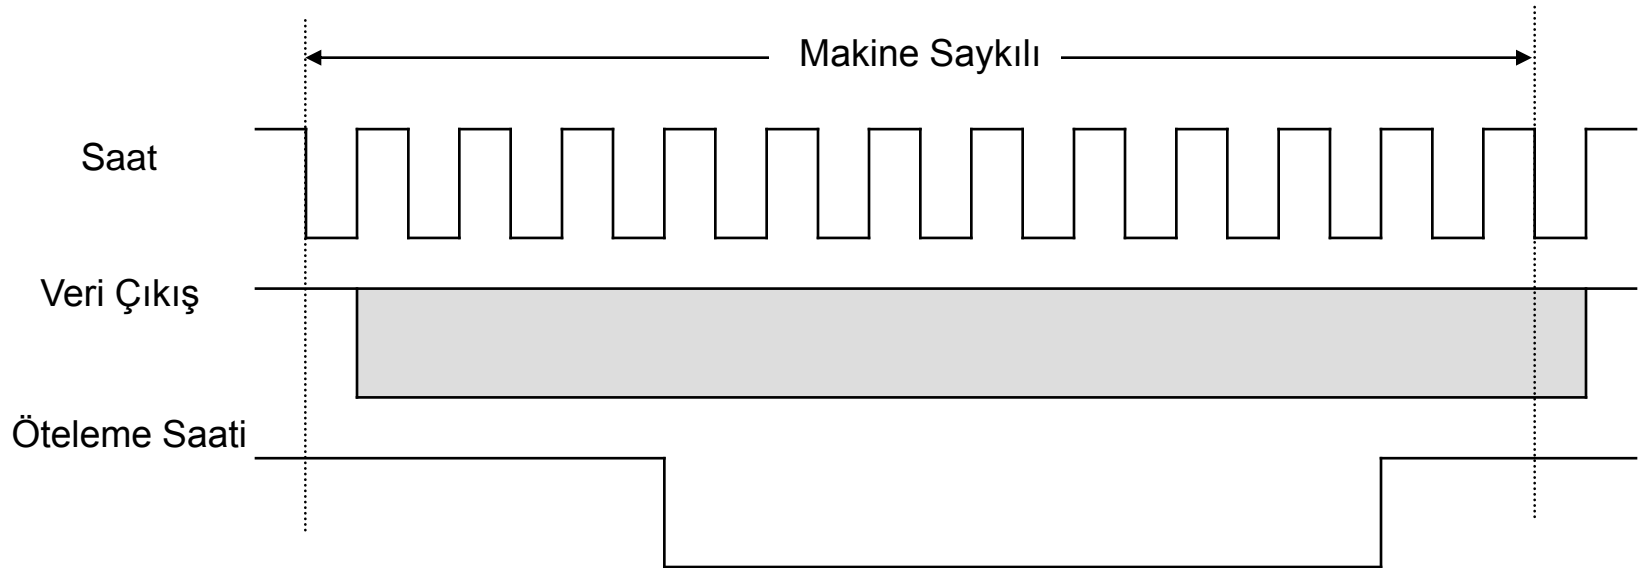 Makine Saykılı
Saat
Veri Çıkış
Öteleme Saati